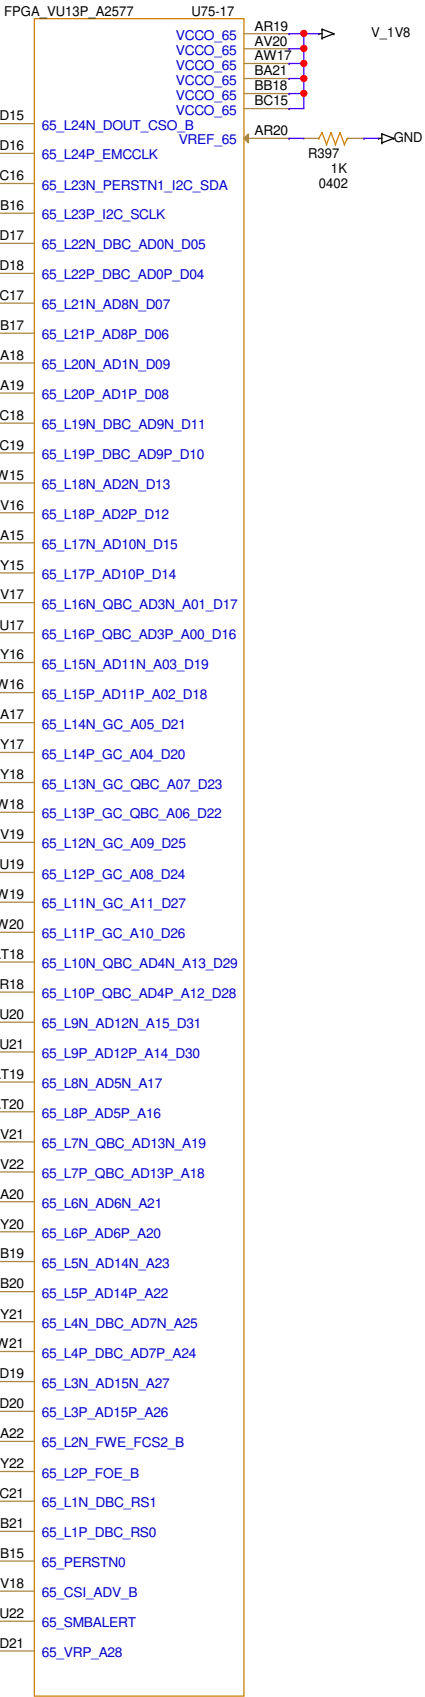 FPGA_VU13P_A2577 U75-17
VCCO_65 AR19 V_1V8
VCCO_65 AV20
VCCO_65 AW17
VCCO_65 BA21
VCCO_65 BB18
VCCO_65 BC15
D15 65_L24N_DOUT_CSO_B
VREF_65 AR20 GND
R397
1K
0402
D16 65_L24P_EMCCLK
C16 65_L23N_PERSTN1_I2C_SDA
B16 65_L23P_I2C_SCLK
D17 65_L22N_DBC_AD0N_D05
D18 65_L22P_DBC_AD0P_D04
C17 65_L21N_AD8N_D07
B17 65_L21P_AD8P_D06
A18 65_L20N_AD1N_D09
A19 65_L20P_AD1P_D08
C18 65_L19N_DBC_AD9N_D11
C19 65_L19P_DBC_AD9P_D10
W15 65_L18N_AD2N_D13
V16 65_L18P_AD2P_D12
A15 65_L17N_AD10N_D15
Y15 65_L17P_AD10P_D14
V17 65_L16N_QBC_AD3N_A01_D17
U17 65_L16P_QBC_AD3P_A00_D16
Y16 65_L15N_AD11N_A03_D19
W16 65_L15P_AD11P_A02_D18
A17 65_L14N_GC_A05_D21
Y17 65_L14P_GC_A04_D20
Y18 65_L13N_GC_QBC_A07_D23
W18 65_L13P_GC_QBC_A06_D22
V19 65_L12N_GC_A09_D25
U19 65_L12P_GC_A08_D24
W19 65_L11N_GC_A11_D27
W20 65_L11P_GC_A10_D26
T18 65_L10N_QBC_AD4N_A13_D29
R18 65_L10P_QBC_AD4P_A12_D28
U20 65_L9N_AD12N_A15_D31
U21 65_L9P_AD12P_A14_D30
T19 65_L8N_AD5N_A17
T20 65_L8P_AD5P_A16
V21 65_L7N_QBC_AD13N_A19
V22 65_L7P_QBC_AD13P_A18
A20 65_L6N_AD6N_A21
Y20 65_L6P_AD6P_A20
B19 65_L5N_AD14N_A23
B20 65_L5P_AD14P_A22
Y21 65_L4N_DBC_AD7N_A25
W21 65_L4P_DBC_AD7P_A24
D19 65_L3N_AD15N_A27
D20 65_L3P_AD15P_A26
A22 65_L2N_FWE_FCS2_B
Y22 65_L2P_FOE_B
C21 65_L1N_DBC_RS1
B21 65_L1P_DBC_RS0
B15 65_PERSTN0
V18 65_CSI_ADV_B
U22 65_SMBALERT
D21 65_VRP_A28